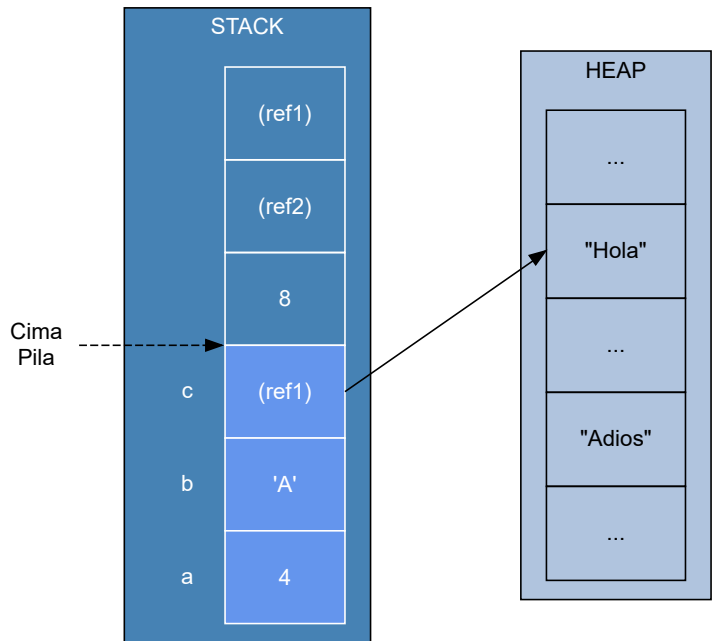 STACK
(ref1)
(ref2)
8
Cima
Pila
c
(ref1)
b
'A'
a
4
HEAP
...
"Hola"
...
"Adios"
...